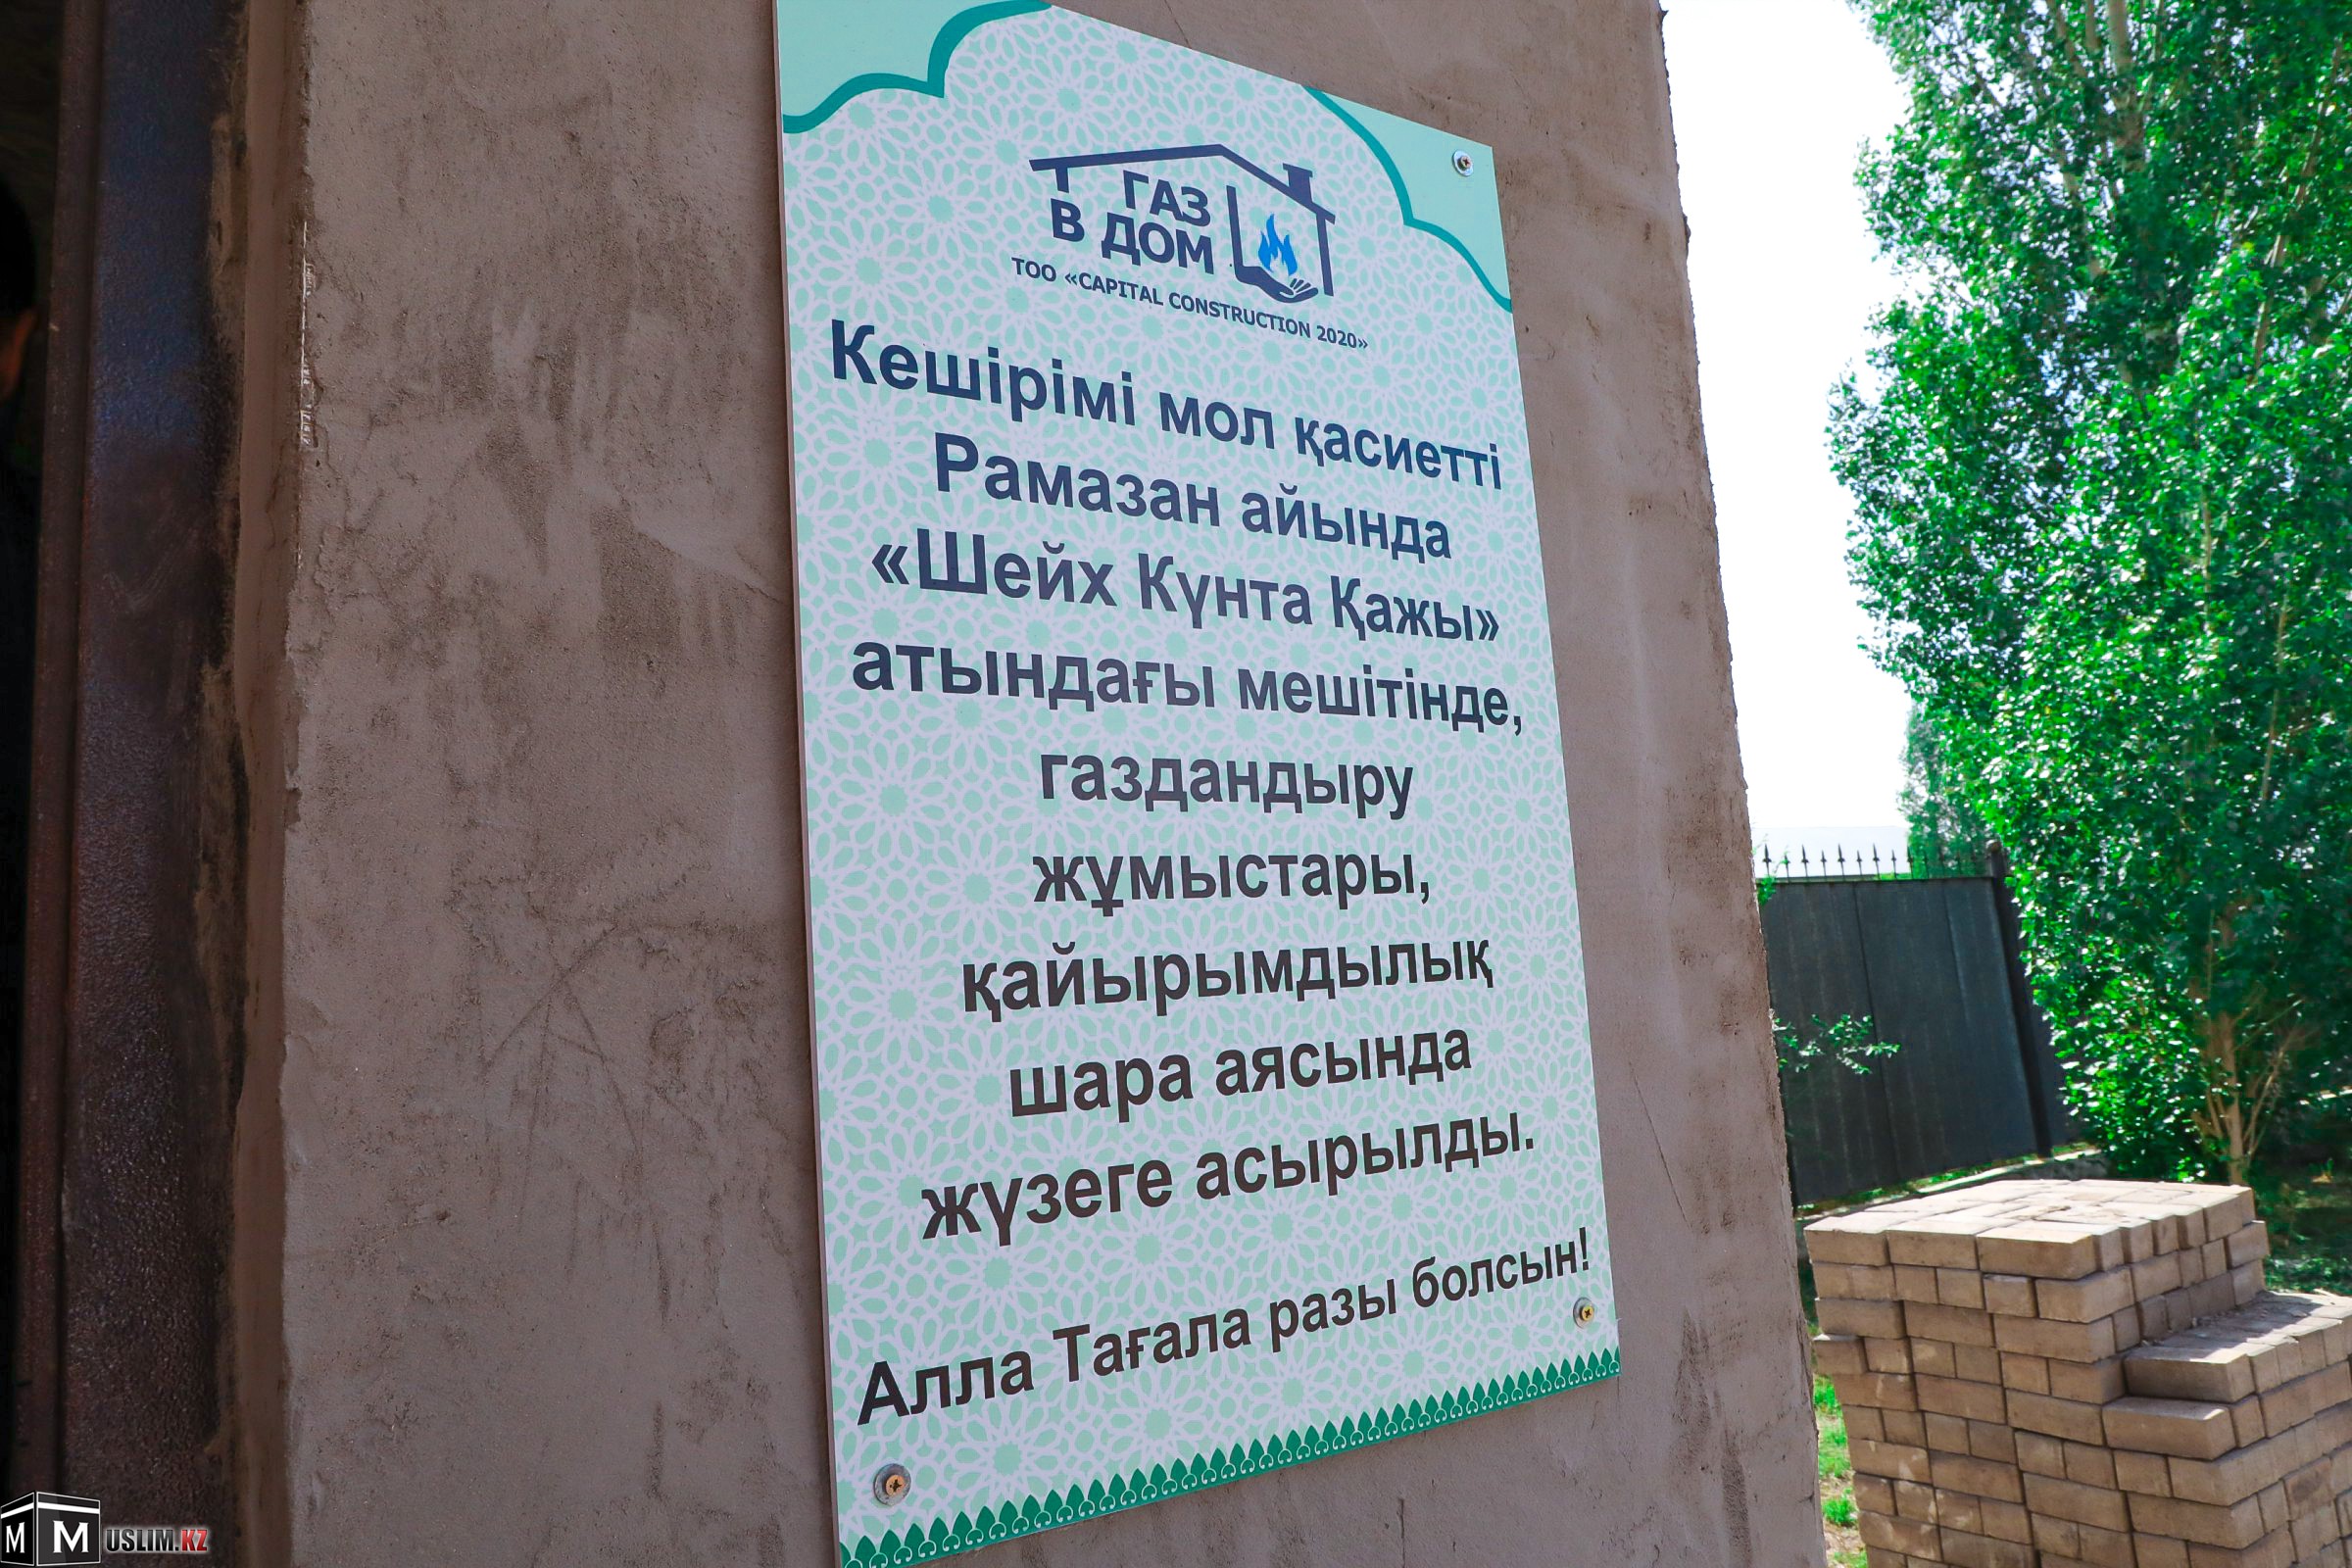 ГАЗ
В ДОМ
ТОО «CAPITAL CONSTRUCTION 2020»
Кешірімі мол қасиетті
Рамазан айында
«Шейх Күнта Қажы»
атындағы мешітінде,
газдандыру
жұмыстары,
қайырымдылық
шара аясында
жүзеге асырылды.
Алла Тағала разы болсын!
M MUSLIM.KZ